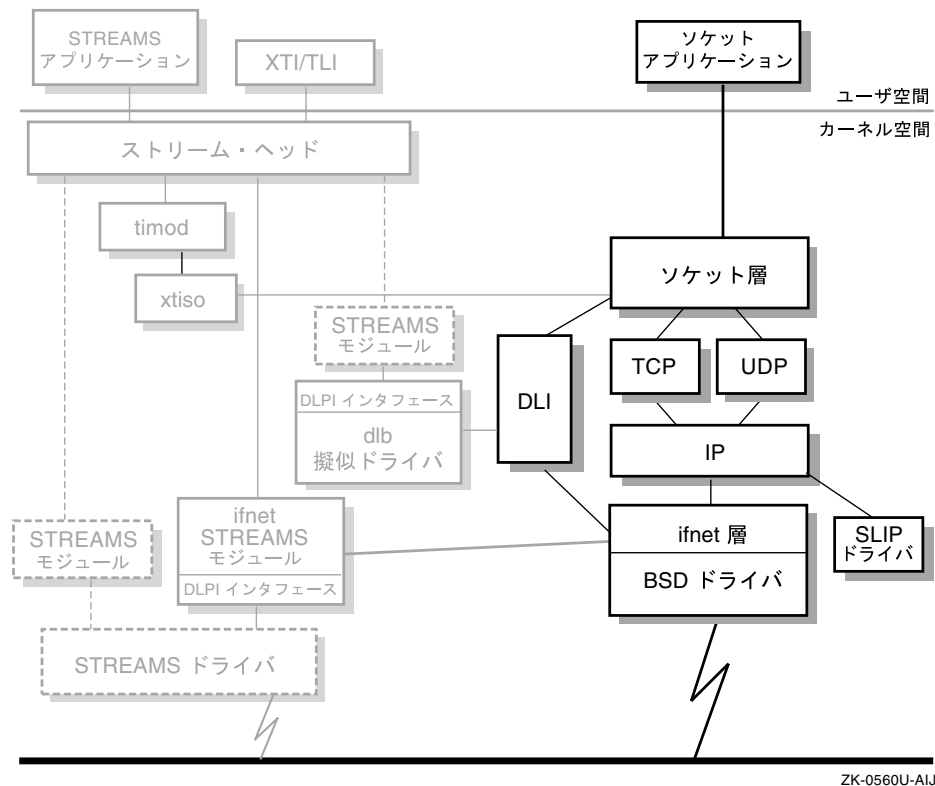 STREAMS
アプリケーション
XTI/TLI
ソケット
アプリケーション
ユーザ空間
カーネル空間
ストリーム・ヘッド
timod
ソケット層
xtiso
STREAMS
モジュール
DLI
TCP
UDP
DLPI インタフェース
dlb
擬似ドライバ
IP
ifnet
STREAMS
モジュール
DLPI インタフェース
STREAMS
モジュール
ifnet 層
BSD ドライバ
SLIP
ドライバ
STREAMS ドライバ
ZK-0560U-AIJ